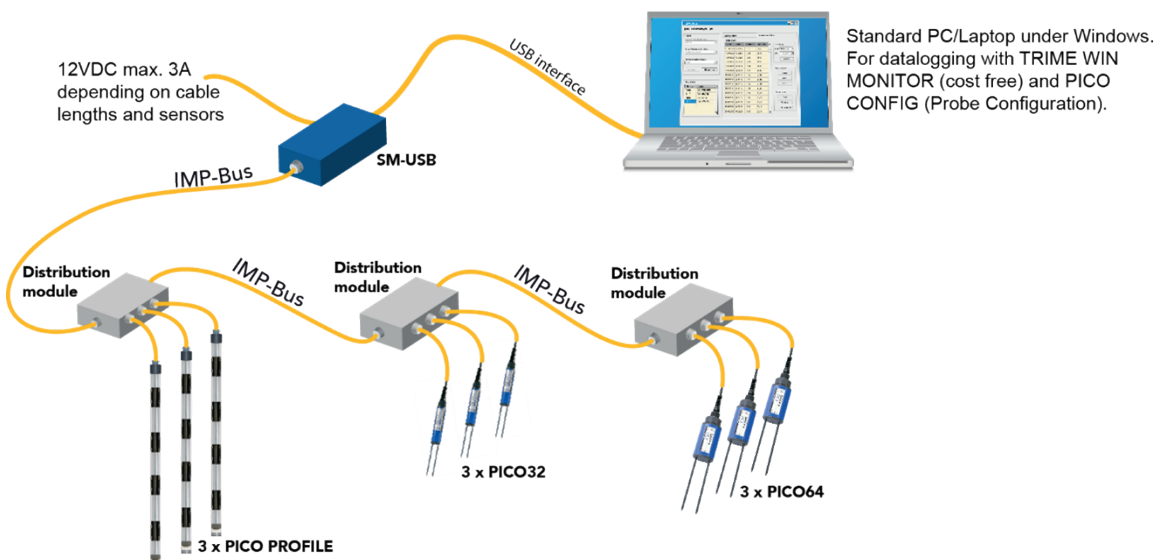 12VDC max. 3A
depending on cable
lengths and sensors
USB interface
Standard PC/Laptop under Windows.
For datalogging with TRIME WIN
MONITOR (cost free) and PICO
CONFIG (Probe Configuration).
SM-USB
IMP-Bus
Distribution
module
IMP-Bus
Distribution
module
IMP-Bus
Distribution
module
3 x PICO PROFILE
3 x PICO32
3 x PICO64